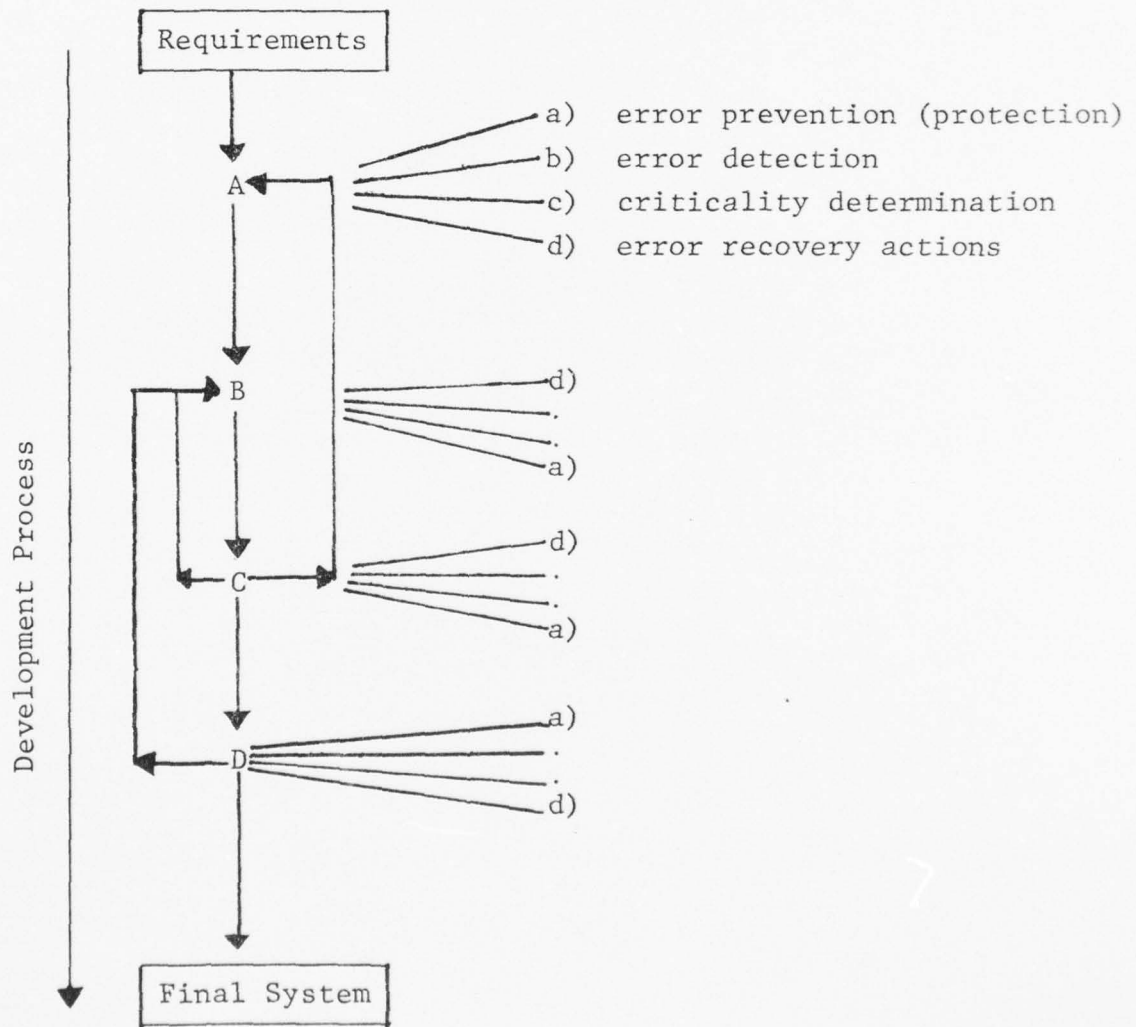 Requirements
a) error prevention (protection)
b) error detection
A
c) criticality determination
d) error recovery actions
d)
B
.
.
a)
d)
C
.
.
a)
Development Process
a)
D
.
.
d)
Final System